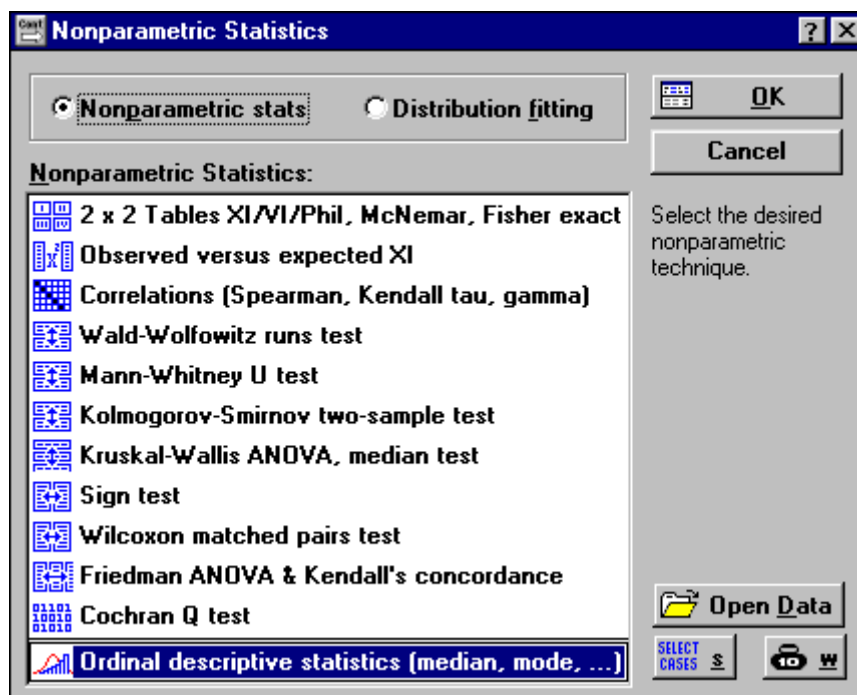 Nonparametric Statistics
Nonparametric stats
Distribution fitting
OK
Cancel
Nonparametric Statistics:
2 x 2 Tables XI/VI/Phil, McNemar, Fisher exact
Observed versus expected XI
Correlations (Spearman, Kendall tau, gamma)
Wald-Wolfowitz runs test
Mann-Whitney U test
Kolmogorov-Smirnov two-sample test
Kruskal-Wallis ANOVA, median test
Sign test
Wilcoxon matched pairs test
Friedman ANOVA & Kendall's concordance
Cochran Q test
Ordinal descriptive statistics (median, mode, ...)
Select the desired
nonparametric
technique.
Open Data
SELECT
CASES S
W